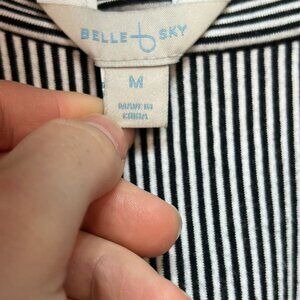 BELLE + SKY
M
MADE IN
CHINA